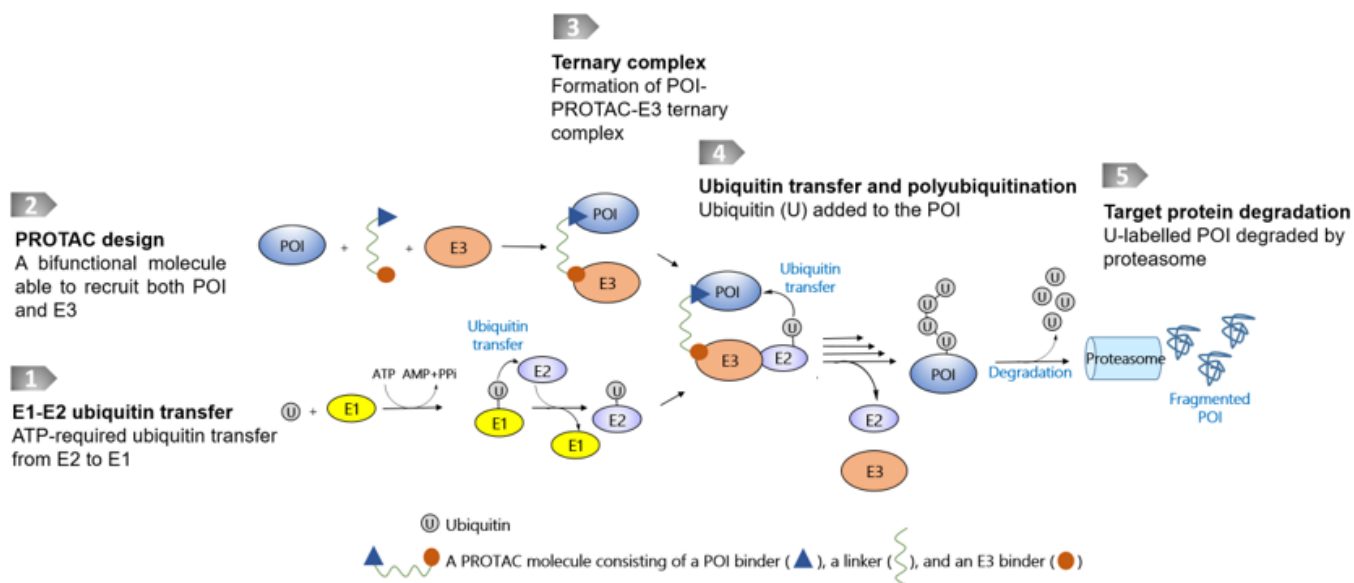 3
Ternary complex
Formation of POI-
PROTAC-E3 ternary
complex
4
Ubiquitin transfer and polyubiquitination
Ubiquitin (U) added to the POI
5
Target protein degradation
U-labelled POI degraded by
proteasome
2
PROTAC design
A bifunctional molecule
able to recruit both POI
and E3
POI + + E3
POI
E3
Ubiquitin
transfer
POI
U
E3 E2
U
U
U
U
POI
U
U
U
U
Degradation
Proteasome
Fragmented
POI
E2
E3
1
E1-E2 ubiquitin transfer
ATP-required ubiquitin transfer
from E2 to E1
U + E1
ATP AMP+PPi
Ubiquitin
transfer
U
E1
E2
E1
U
E2
U Ubiquitin
A PROTAC molecule consisting of a POI binder ( ), a linker ( ), and an E3 binder ( )